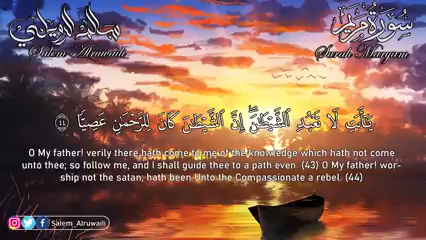 سالم الرويلي
سورة مريم
Salem Alruwaili
Surah Maryam
يَٰٓأَبَتِ لَا تَعْبُدِ ٱلشَّيْطَٰنَ ۖ إِنَّ ٱلشَّيْطَٰنَ كَانَ لِلرَّحْمَٰنِ عَصِيًّا ﴿٤٤﴾
O My father! verily there hath come to me of the knowledge which hath not come
unto thee; so follow me, and I shall guide thee to a path even. (43) O My father! wor-
ship not the satan; hath been Unto the Compassionate a rebel. (44)
Salem_Alruwaili